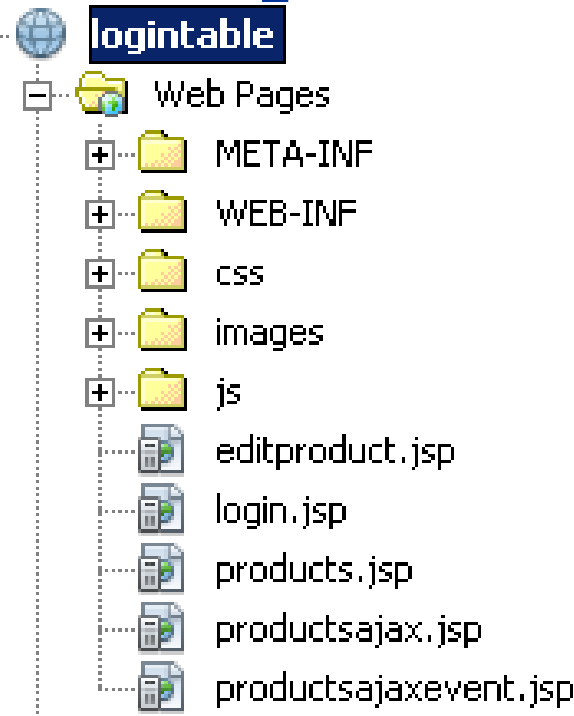 logintable
Web Pages
META-INF
WEB-INF
css
images
js
editproduct.jsp
login.jsp
products.jsp
productsajax.jsp
productsajaxevent.jsp